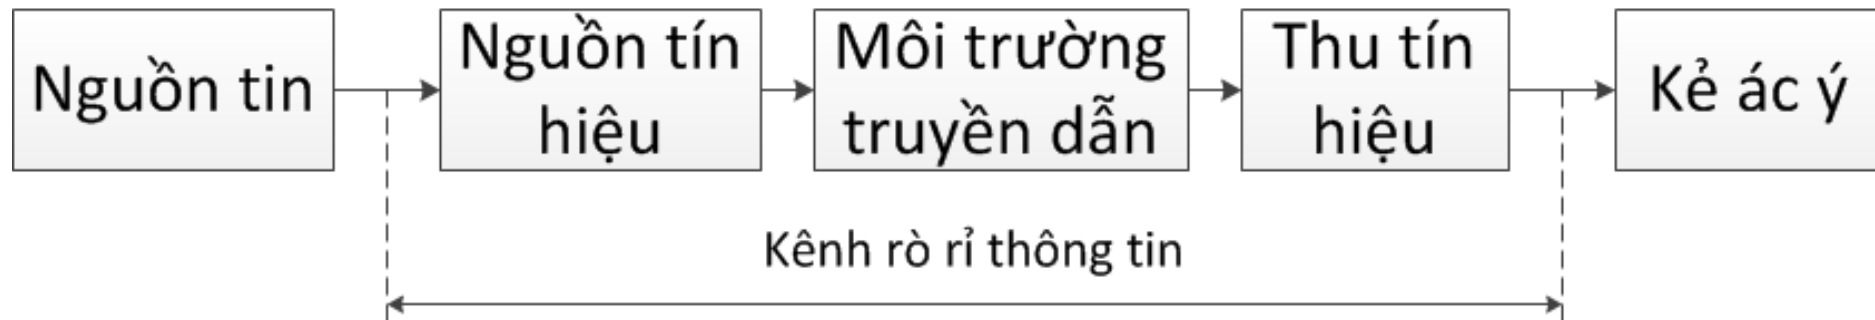 Nguồn tin
Nguồn tín
hiệu
Môi trường
truyền dẫn
Thu tín
hiệu
Kẻ ác ý
Kênh rò rỉ thông tin